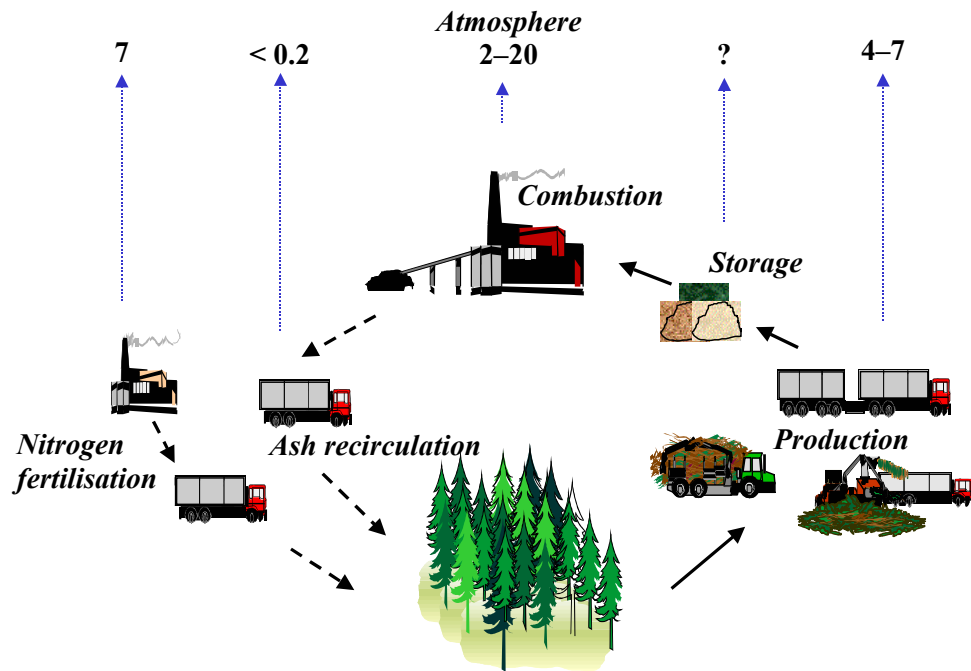 Atmosphere
7
< 0.2
2–20
?
4–7
Combustion
Storage
Nitrogen
fertilisation
Ash recirculation
Production